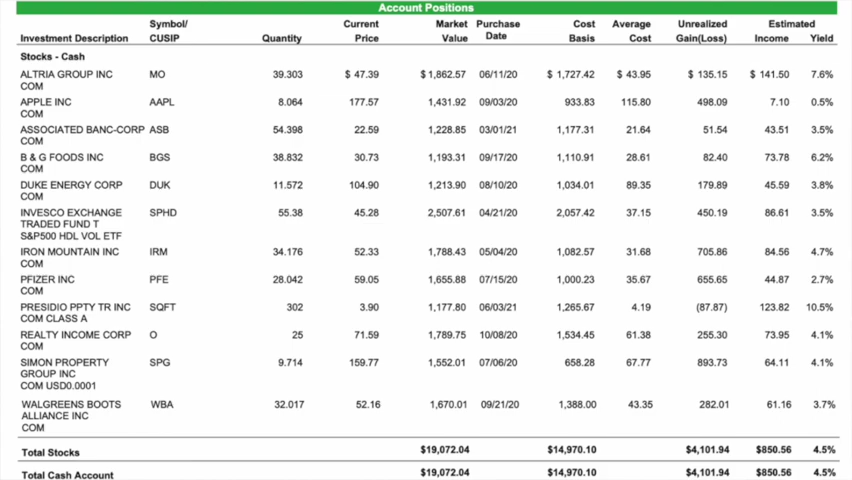 Account Positions
Symbol/ Current Market Purchase Cost Average Unrealized Estimated
Investment Description CUSIP Quantity Price Value Date Basis Cost Gain(Loss) Income Yield
Stocks - Cash
ALTRIA GROUP INC MO 39.303 $ 47.39 $ 1,862.57 06/11/20 $ 1,727.42 $ 43.95 $ 135.15 $ 141.50 7.6%
COM
APPLE INC AAPL 8.064 177.57 1,431.92 09/03/20 933.83 115.80 498.09 7.10 0.5%
COM
ASSOCIATED BANC-CORP ASB 54.398 22.59 1,228.85 03/01/21 1,177.31 21.64 51.54 43.51 3.5%
COM
B & G FOODS INC BGS 38.832 30.73 1,193.31 09/17/20 1,110.91 28.61 82.40 73.78 6.2%
COM
DUKE ENERGY CORP DUK 11.572 104.90 1,213.90 08/10/20 1,034.01 89.35 179.89 45.59 3.8%
COM
INVESCO EXCHANGE SPHD 55.38 45.28 2,507.61 04/21/20 2,057.42 37.15 450.19 86.61 3.5%
TRADED FUND T
S&P500 HDL VOL ETF
IRON MOUNTAIN INC IRM 34.176 52.33 1,788.43 05/04/20 1,082.57 31.68 705.86 84.56 4.7%
COM
PFIZER INC PFE 28.042 59.05 1,655.88 07/15/20 1,000.23 35.67 655.65 44.87 2.7%
COM
PRESIDIO PPTY TR INC SQFT 302 3.90 1,177.80 06/03/21 1,265.67 4.19 (87.87) 123.82 10.5%
COM CLASS A
REALTY INCOME CORP O 25 71.59 1,789.75 10/08/20 1,534.45 61.38 255.30 73.95 4.1%
COM
SIMON PROPERTY SPG 9.714 159.77 1,552.01 07/06/20 658.28 67.77 893.73 64.11 4.1%
GROUP INC
COM USD0.0001
WALGREENS BOOTS WBA 32.017 52.16 1,670.01 09/21/20 1,388.00 43.35 282.01 61.16 3.7%
ALLIANCE INC
COM
Total Stocks $19,072.04 $14,970.10 $4,101.94 $850.56 4.5%
Total Cash Account $19,072.04 $14,970.10 $4,101.94 $850.56 4.5%